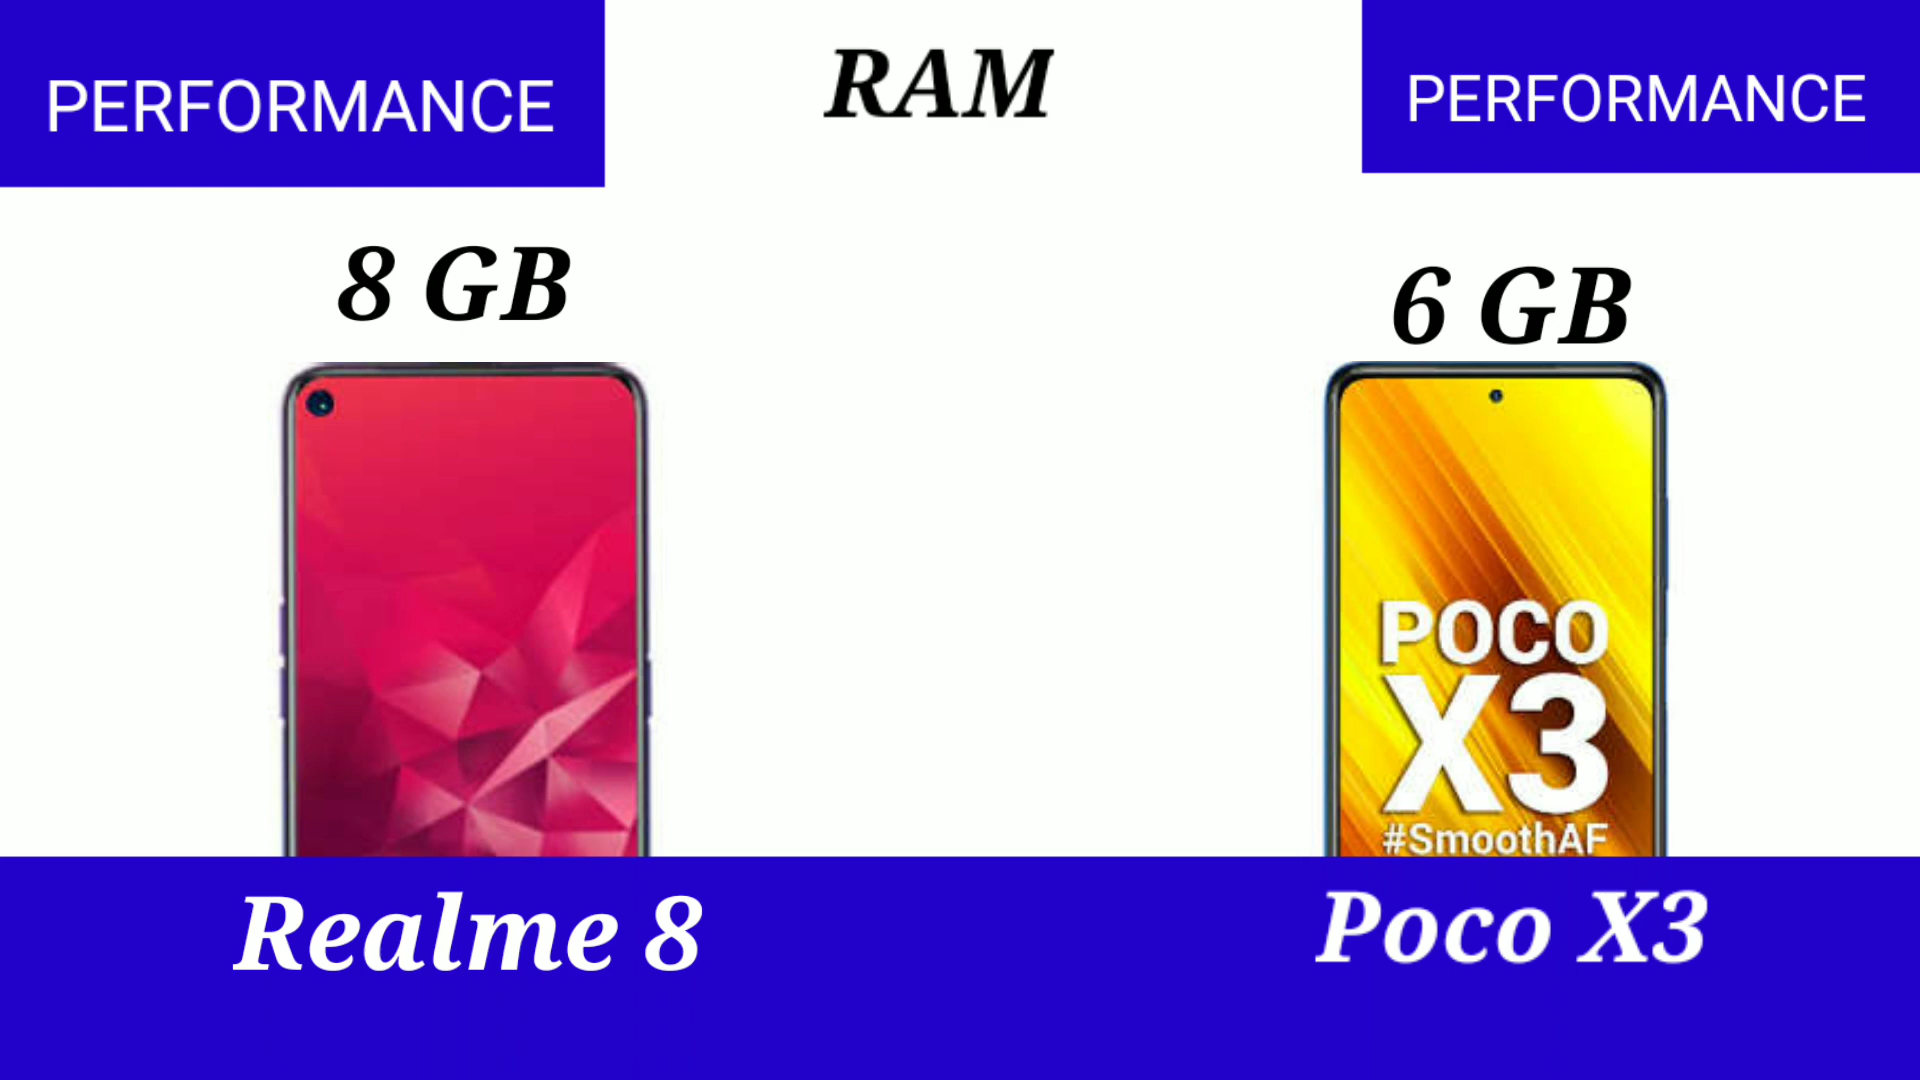 PERFORMANCE
RAM
PERFORMANCE
8 GB
6 GB
POCO
X3
#SmoothAF
Realme 8
Poco X3